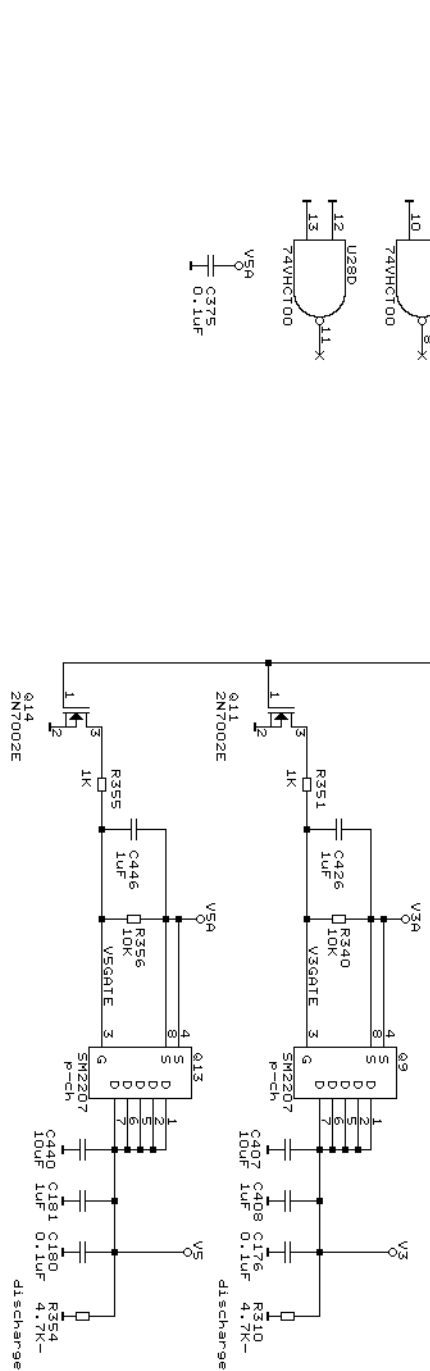 10
8
74VHCT00
12
13
U28D
11
74VHCT00
V5A
C375
0.1uF
Q11
2N7002E
1
2
3
R351
1K
C426
1uF
V3A
R340
10K
V3GATE
Q9
4
8
3
S
S
G
D
D
D
D
D
1
2
5
6
7
SM2207
p-ch
C407
10uF
C408
1uF
C176
0.1uF
V3
R310
4.7K-
discharge
Q14
2N7002E
1
2
3
R355
1K
C446
1uF
V5A
R356
10K
V5GATE
Q13
4
8
3
S
S
G
D
D
D
D
D
1
2
5
6
7
SM2207
p-ch
C440
10uF
C181
1uF
C180
0.1uF
V5
R354
4.7K-
discharge